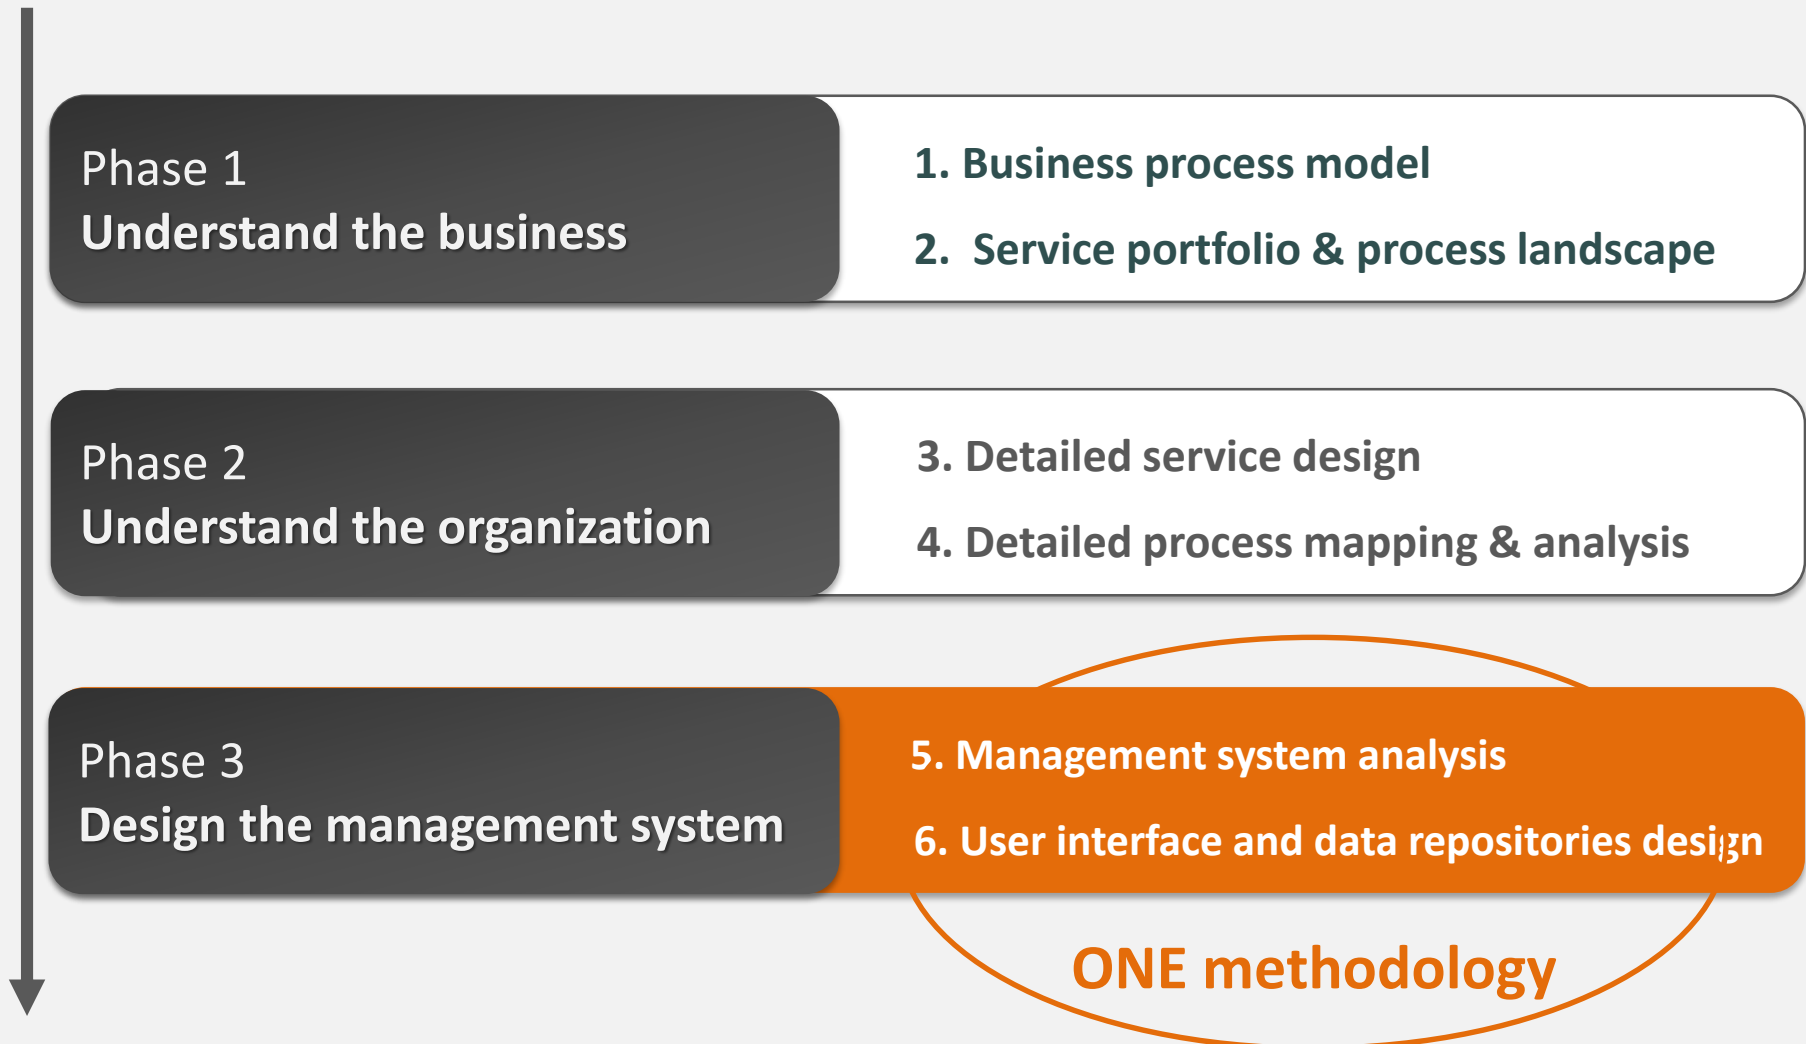 Phase 1
Understand the business
1. Business process model
2. Service portfolio & process landscape
Phase 2
Understand the organization
3. Detailed service design
4. Detailed process mapping & analysis
Phase 3
Design the management system
5. Management system analysis
6. User interface and data repositories design
ONE methodology